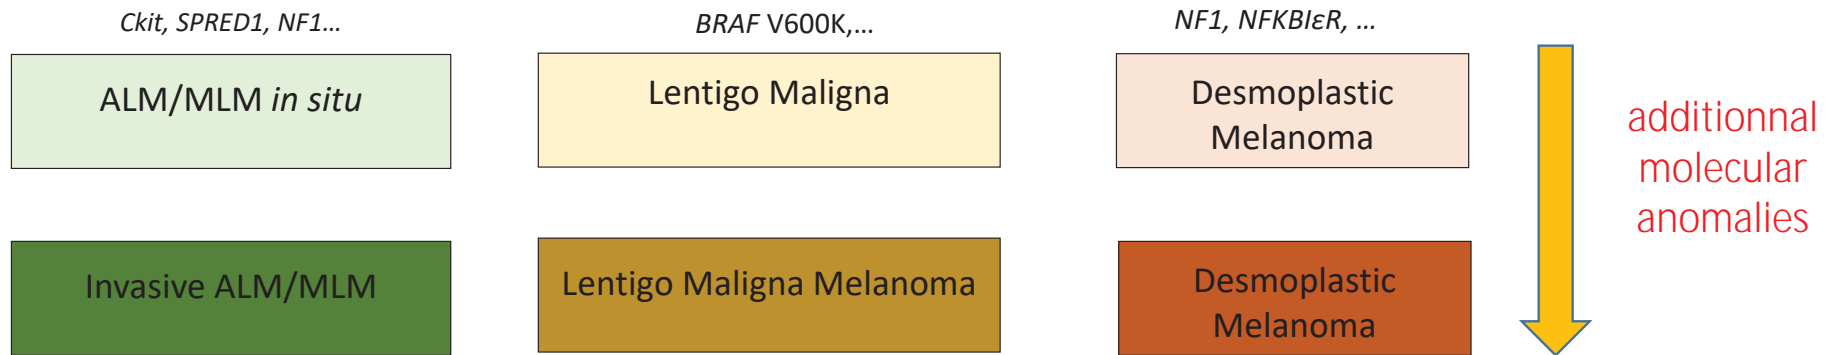 Ckit, SPRED1, NF1…
BRAF V600K,…
NF1, NFKBIεR, …
ALM/MLM in situ
Lentigo Maligna
Desmoplastic
Melanoma
additionnal
molecular
anomalies
Invasive ALM/MLM
Lentigo Maligna Melanoma
Desmoplastic
Melanoma